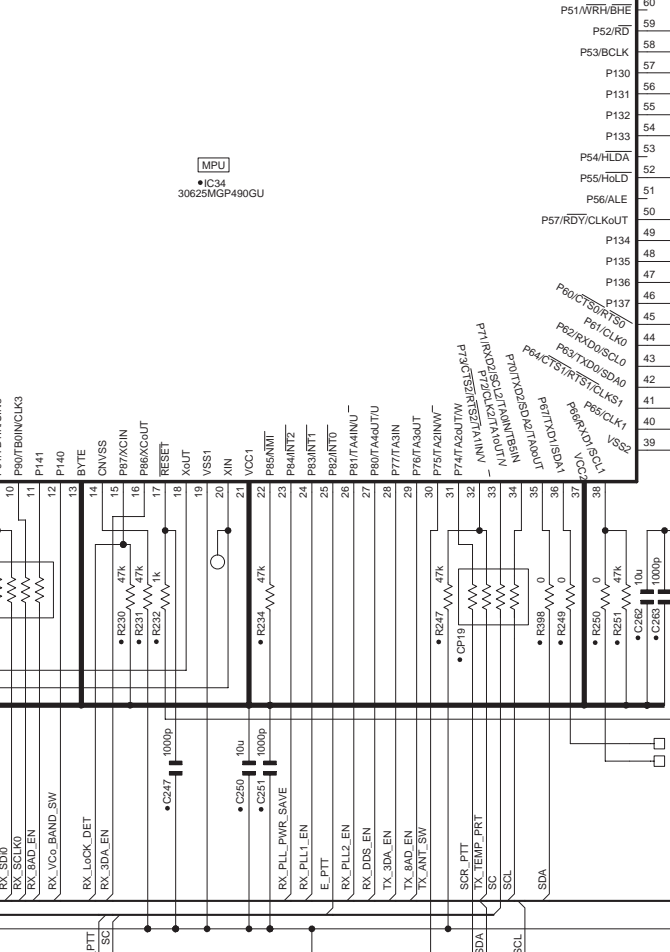 60
P51/WRH/BHE
59
P52/RD
58
P53/BCLK
57
P130
56
P131
55
P132
54
P133
53
P54/HLDA
52
P55/HoLD
51
P56/ALE
50
P57/RDY/CLKoUT
49
P134
48
P135
47
P136
46
P137
45
P60/CTS0/RTS0
44
P61/CLK0
43
P62/RXD0/SCL0
42
P63/TXD0/SDA0
41
P64/CTS1/RTS1/CLKS1
40
P65/CLK1
39
VSS2
MPU
IC34
30625MGP490GU
P90/TB0IN/CLK3
P141
P140
BYTE
CNVSS
P87/XCIN
P86/XCoUT
RESET
XoUT
VSS1
XIN
VCC1
P85/NMI
P84/INT2
P83/INT1
P82/INT0
P81/TA4IN/U
P80/TA4oUT/U
P77/TA3IN
P76/TA3oUT
P75/TA2IN/W
P74/TA2oUT/W
P73/CTS2/RTS2/TA1IN/V
P72/CLK2/TA1oUT/V
P71/RXD2/SCL2/TA0IN/TB5IN
P70/TXD2/SDA2/TA0oUT
P67/TXD1/SDA1
P66/RXD1/SCL1
VCC2
10
11
12
13
14
15
16
17
18
19
20
21
22
23
24
25
26
27
28
29
30
31
32
33
34
35
36
37
38
R230 47k
R231 47k
R232 1k
R234 47k
R247 47k
CP19
R398 0
R249 0
R250 0
R251 47k
C262 10u
C263 1000p
C247 1000p
C250 10u
C251 1000p
RX_SDI0
RX_SCLK0
RX_8AD_EN
RX_VCo_BAND_SW
RX_LoCK_DET
RX_3DA_EN
RX_PLL_PWR_SAVE
RX_PLL1_EN
E_PTT
RX_PLL2_EN
RX_DDS_EN
TX_3DA_EN
TX_8AD_EN
TX_ANT_SW
SCR_PTT
TX_TEMP_PRT
SC
SCL
SDA
PTT
SC
SDA
SCL